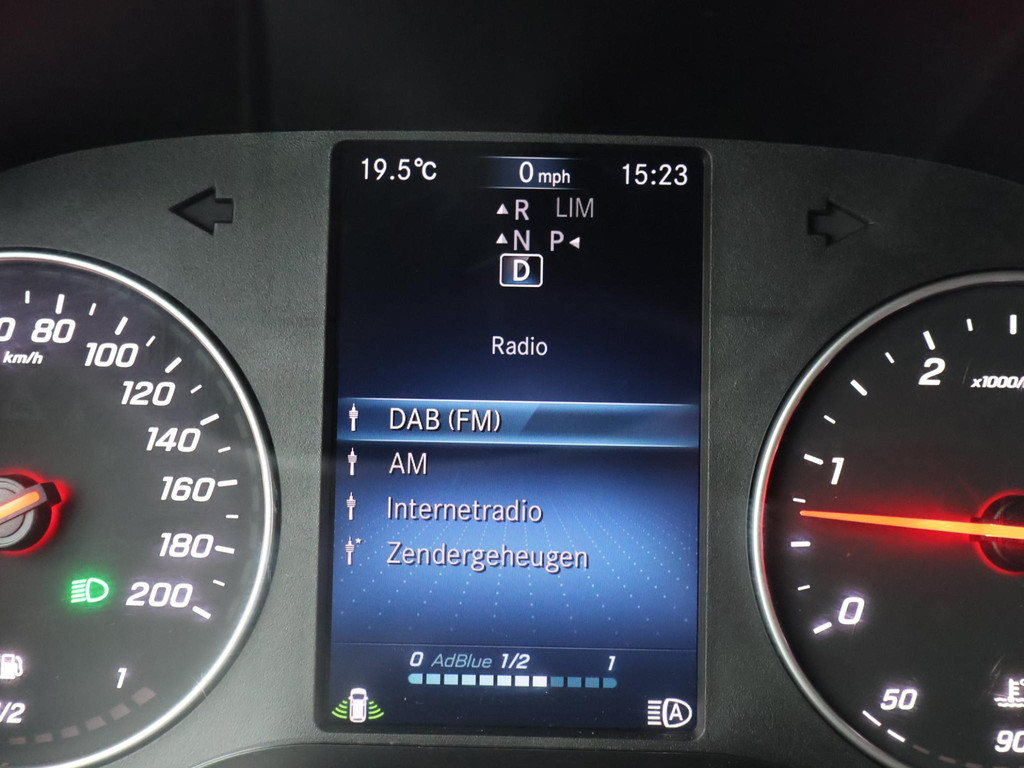 19.5°C 0 mph 15:23
R LIM
N P
D
Radio
DAB (FM)
AM
Internetradio
Zendergeheugen
0 AdBlue 1/2 1
80
km/h
100
120
140
160
180
200
1
1/2
2
x1000/
1
0
50
90
A